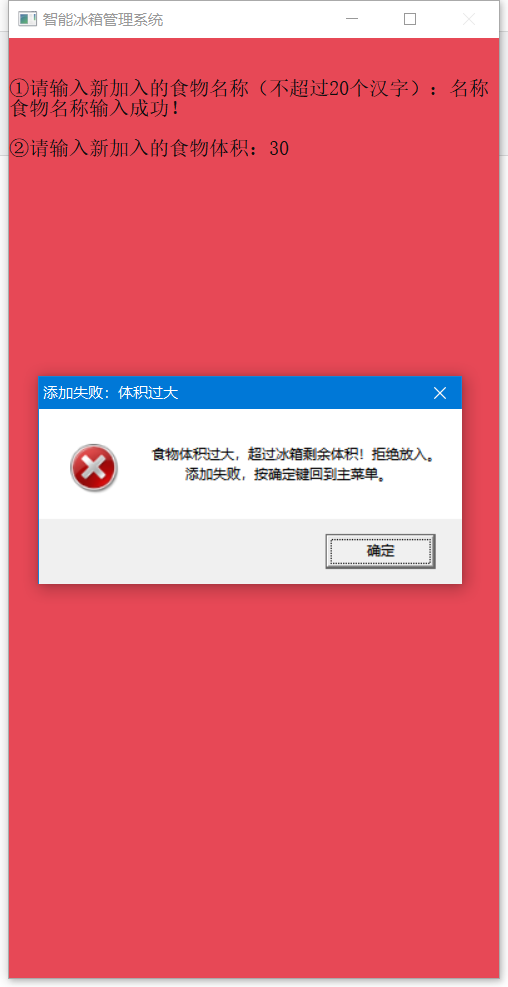 智能冰箱管理系统
①请输入新加入的食物名称（不超过20个汉字）：名称
食物名称输入成功！
②请输入新加入的食物体积：30
添加失败：体积过大
食物体积过大，超过冰箱剩余体积！拒绝放入。
添加失败，按确定键回到主菜单。
确定